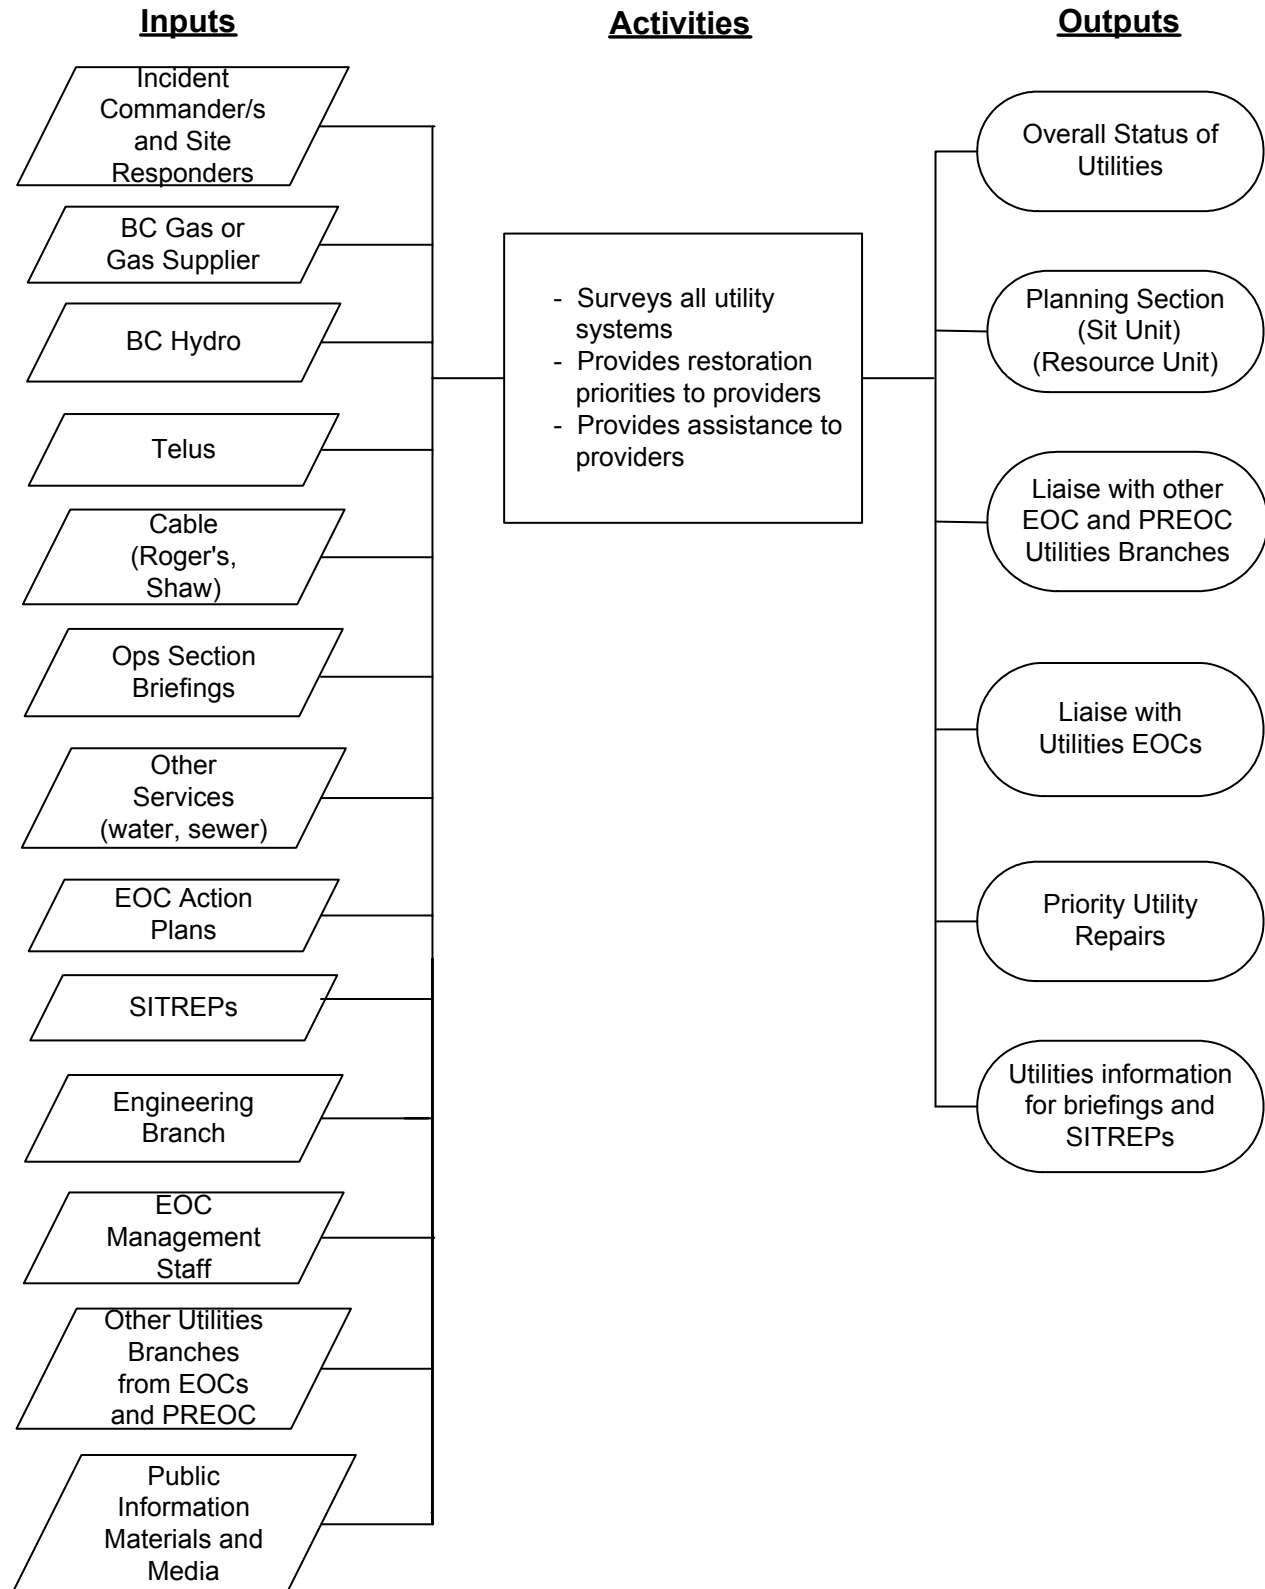 Inputs
Activities
Outputs
Incident
Commander/s
and Site
Responders
BC Gas or
Gas Supplier
BC Hydro
Telus
Cable
(Roger's,
Shaw)
Ops Section
Briefings
Other
Services
(water, sewer)
EOC Action
Plans
SITREPs
Engineering
Branch
EOC
Management
Staff
Other Utilities
Branches
from EOCs
and PREOC
Public
Information
Materials and
Media
- Surveys all utility
systems
- Provides restoration
priorities to providers
- Provides assistance to
providers
Overall Status of
Utilities
Planning Section
(Sit Unit)
(Resource Unit)
Liaise with other
EOC and PREOC
Utilities Branches
Liaise with
Utilities EOCs
Priority Utility
Repairs
Utilities information
for briefings and
SITREPs